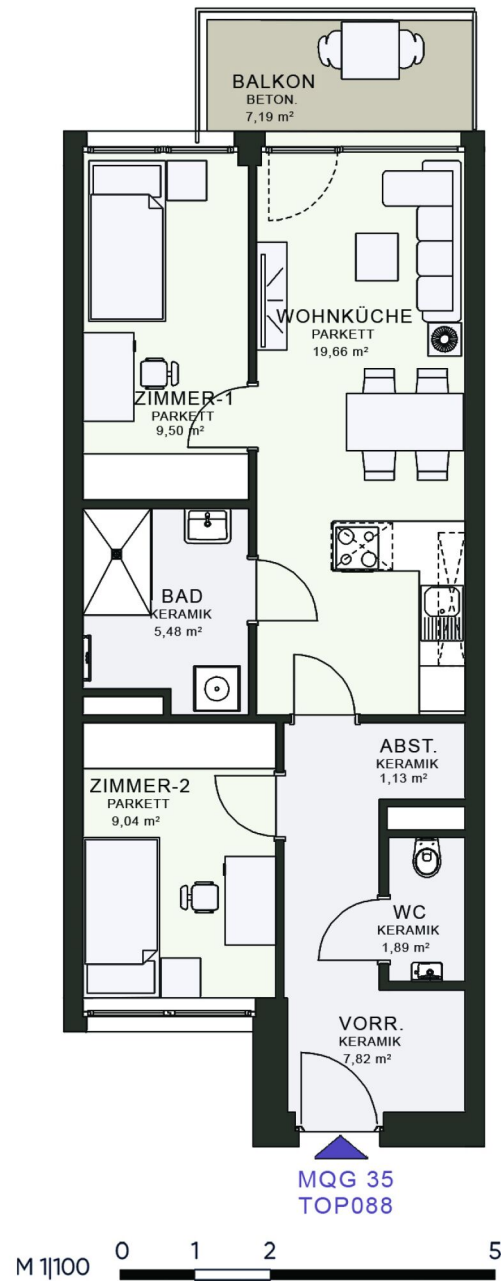 BALKON
BETON.
7,19 m²
WOHNKÜCHE
PARKETT
19,66 m²
ZIMMER-1
PARKETT
9,50 m²
BAD
KERAMIK
5,48 m²
ABST.
KERAMIK
1,13 m²
ZIMMER-2
PARKETT
9,04 m²
WC
KERAMIK
1,89 m²
VORR.
KERAMIK
7,82 m²
MQG 35
TOP088
M 1|100 0 1 2 5